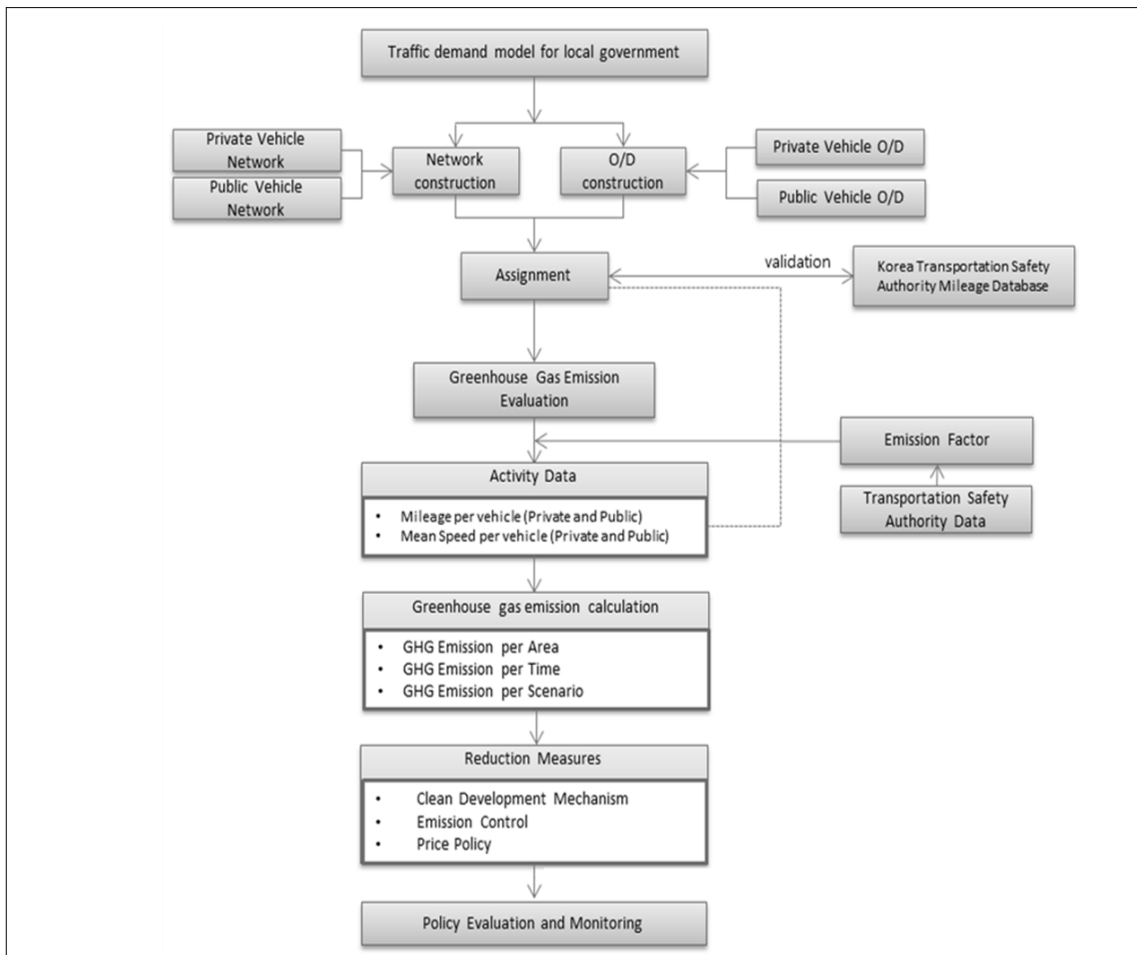 Traffic demand model for local government
Private Vehicle
Network
Public Vehicle
Network
Network
construction
O/D
construction
Private Vehicle O/D
Public Vehicle O/D
Assignment
validation
Korea Transportation Safety
Authority Mileage Database
Greenhouse Gas Emission
Evaluation
Emission Factor
Transportation Safety
Authority Data
Activity Data
• Mileage per vehicle (Private and Public)
• Mean Speed per vehicle (Private and Public)
Greenhouse gas emission calculation
• GHG Emission per Area
• GHG Emission per Time
• GHG Emission per Scenario
Reduction Measures
• Clean Development Mechanism
• Emission Control
• Price Policy
Policy Evaluation and Monitoring